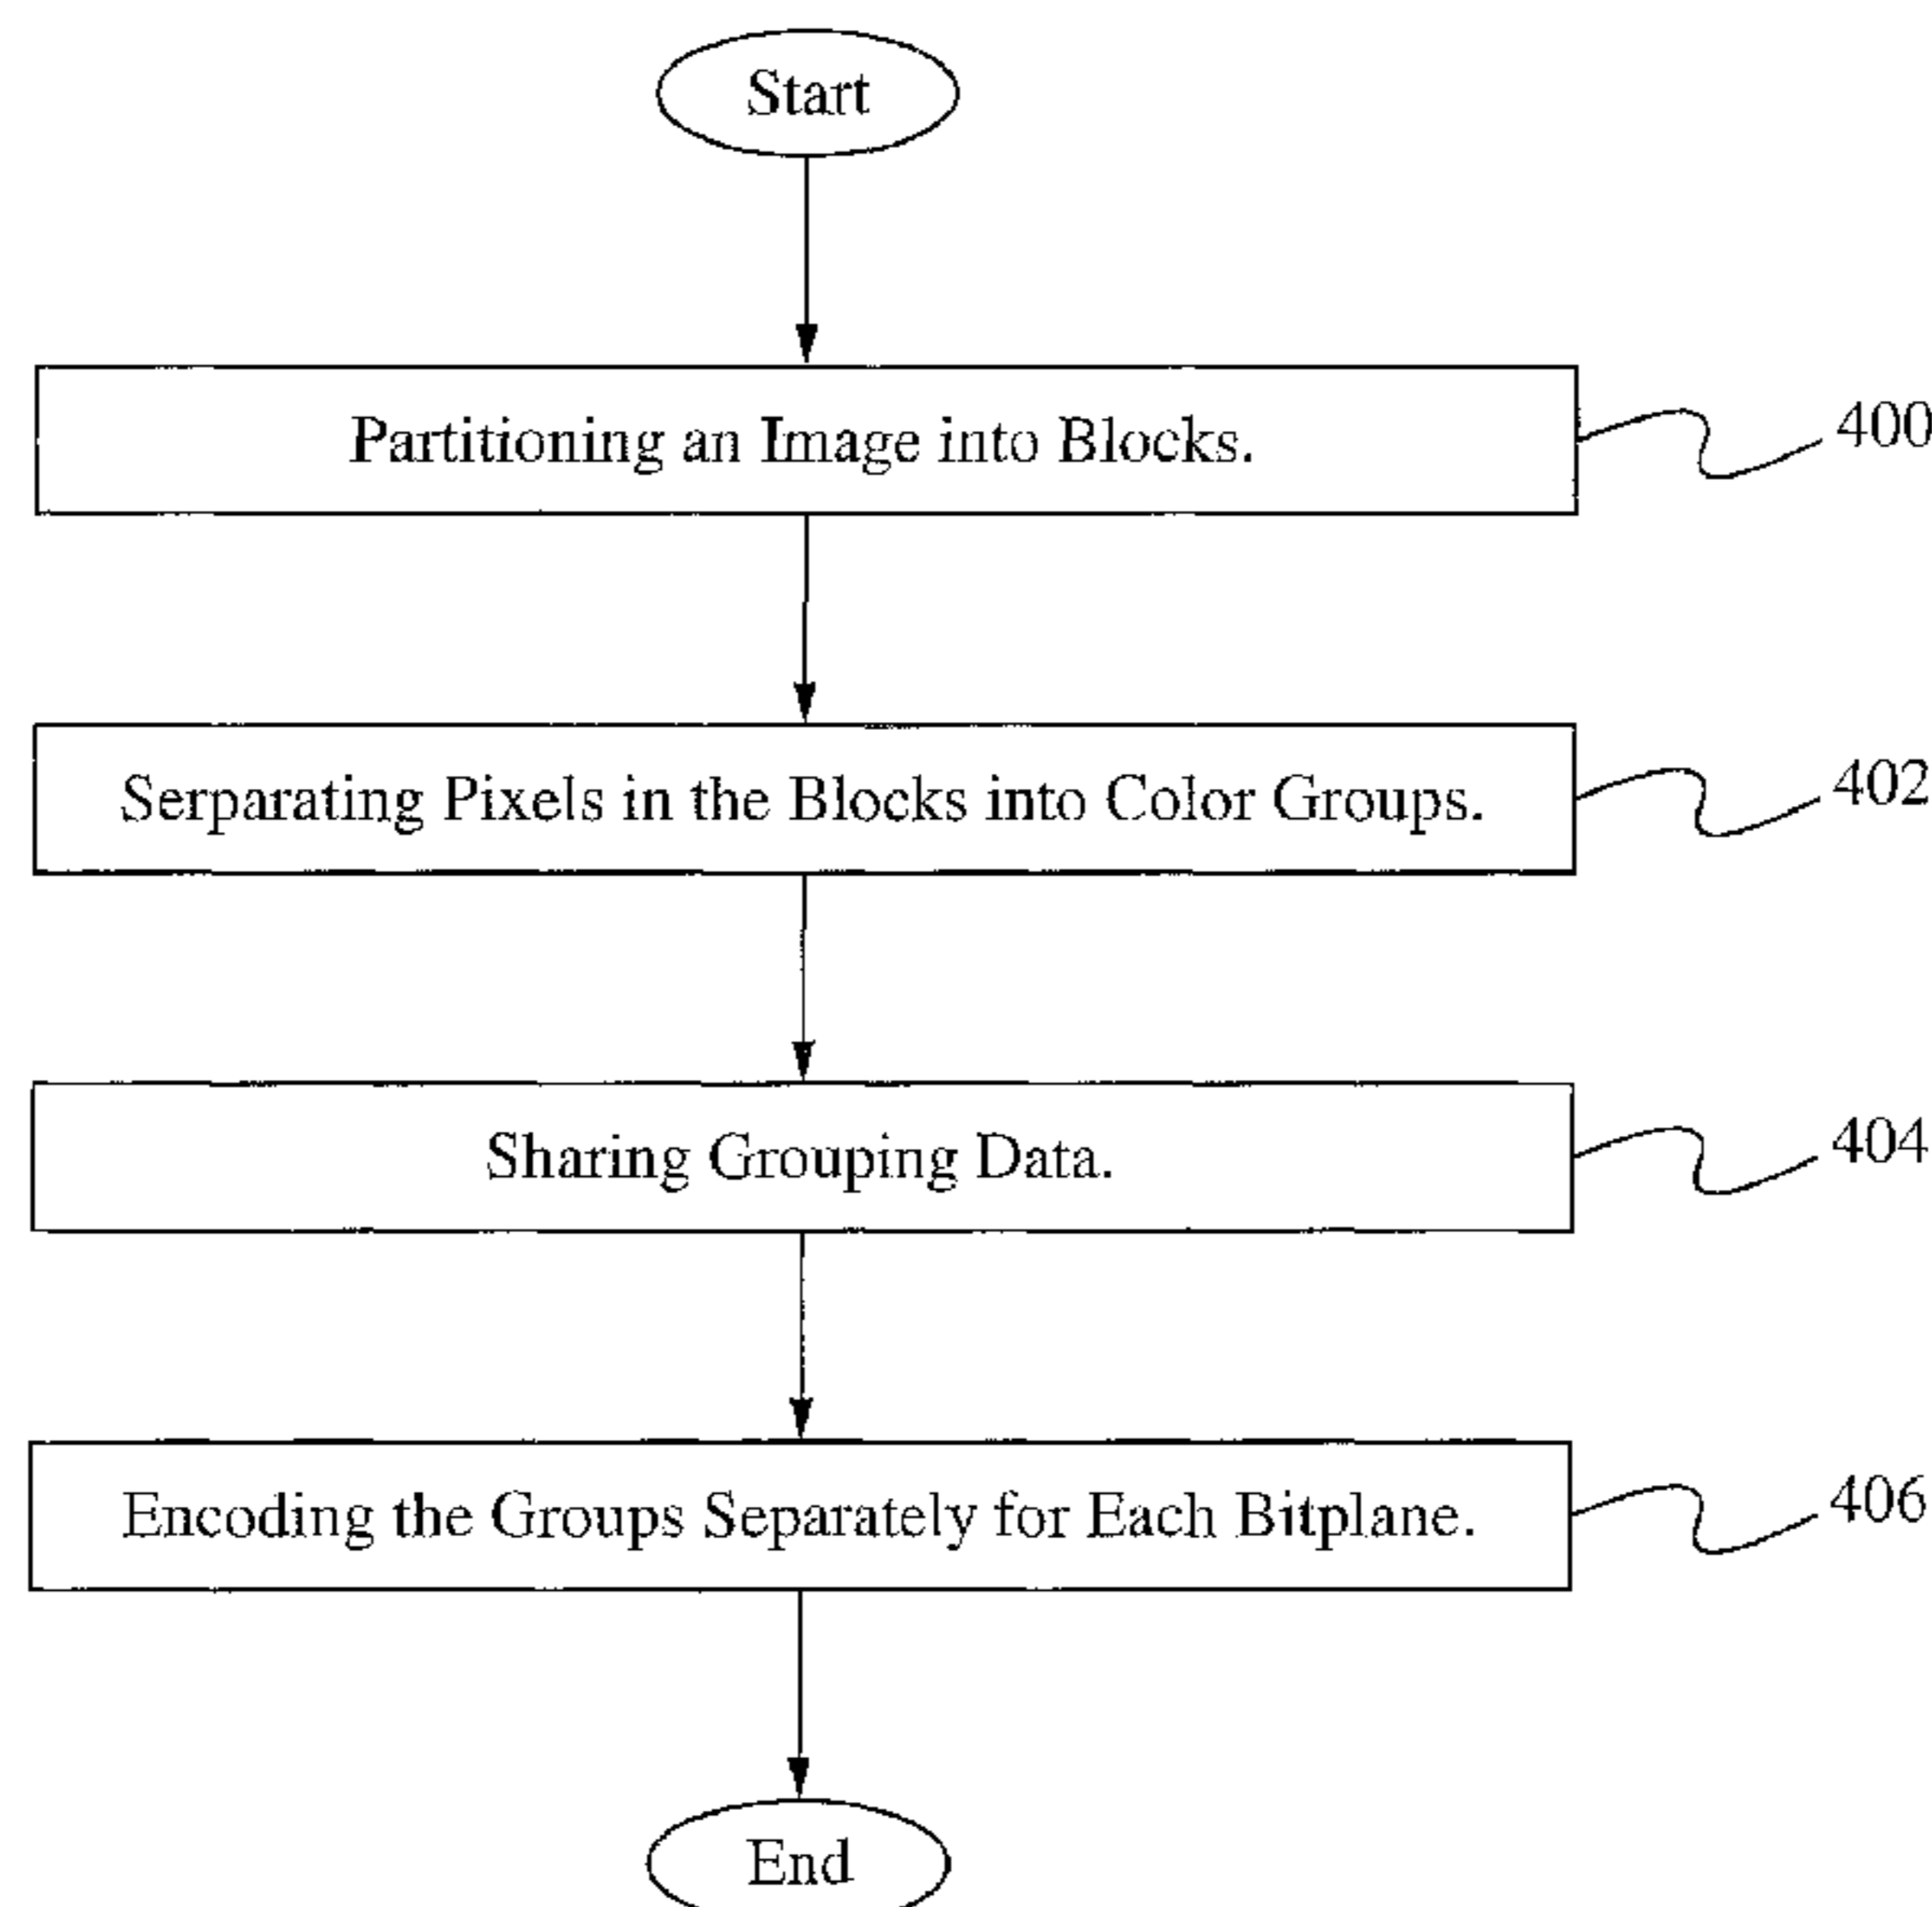 Start
Partitioning an Image into Blocks.
400
Serparating Pixels in the Blocks into Color Groups.
402
Sharing Grouping Data.
404
Encoding the Groups Separately for Each Bitplane.
406
End